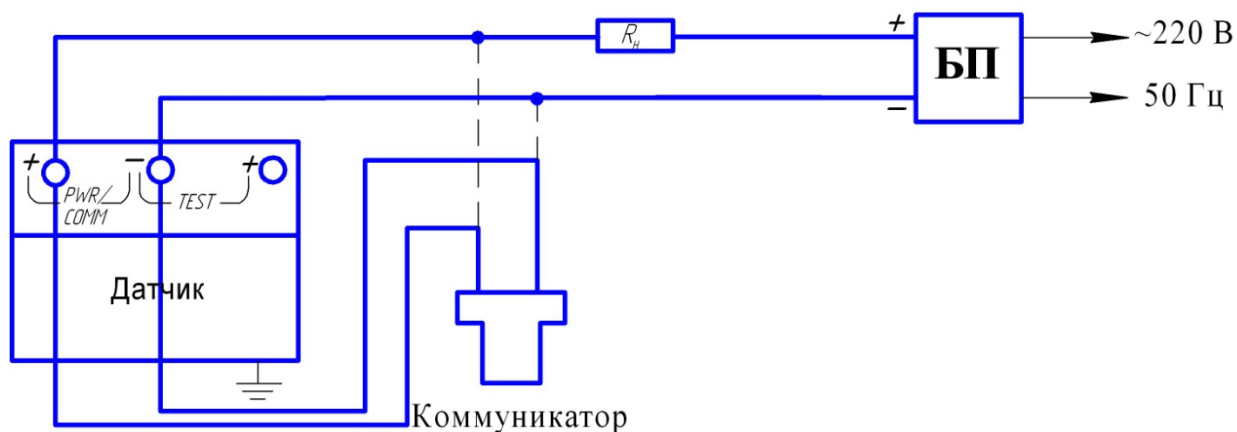 + Rн + БП ~220 В
− 50 Гц
+ − +
PWR/ TEST
COMM
Датчик
Коммуникатор